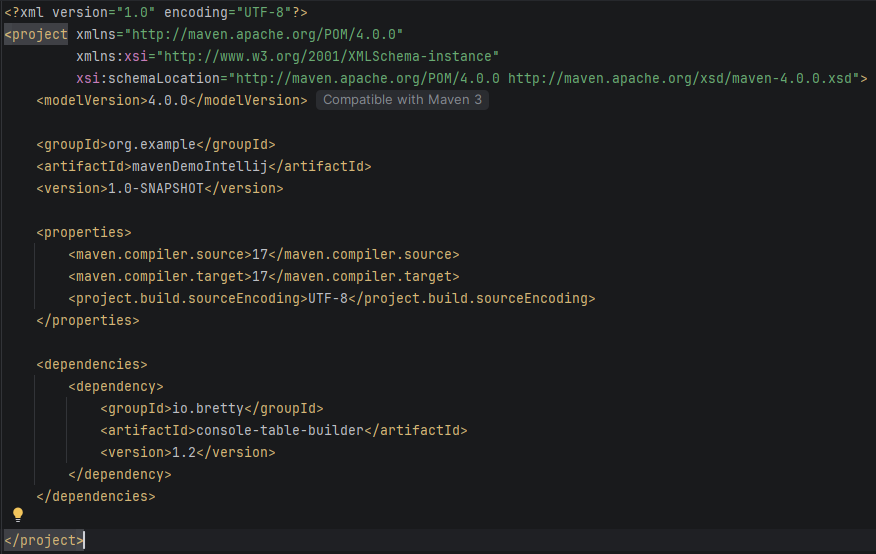 <?xml version="1.0" encoding="UTF-8"?>
<project xmlns="http://maven.apache.org/POM/4.0.0"
         xmlns:xsi="http://www.w3.org/2001/XMLSchema-instance"
         xsi:schemaLocation="http://maven.apache.org/POM/4.0.0 http://maven.apache.org/xsd/maven-4.0.0.xsd">
    <modelVersion>4.0.0</modelVersion> Compatible with Maven 3
    <groupId>org.example</groupId>
    <artifactId>mavenDemoIntellij</artifactId>
    <version>1.0-SNAPSHOT</version>
    <properties>
        <maven.compiler.source>17</maven.compiler.source>
        <maven.compiler.target>17</maven.compiler.target>
        <project.build.sourceEncoding>UTF-8</project.build.sourceEncoding>
    </properties>
    <dependencies>
        <dependency>
            <groupId>io.bretty</groupId>
            <artifactId>console-table-builder</artifactId>
            <version>1.2</version>
        </dependency>
    </dependencies>
</project>